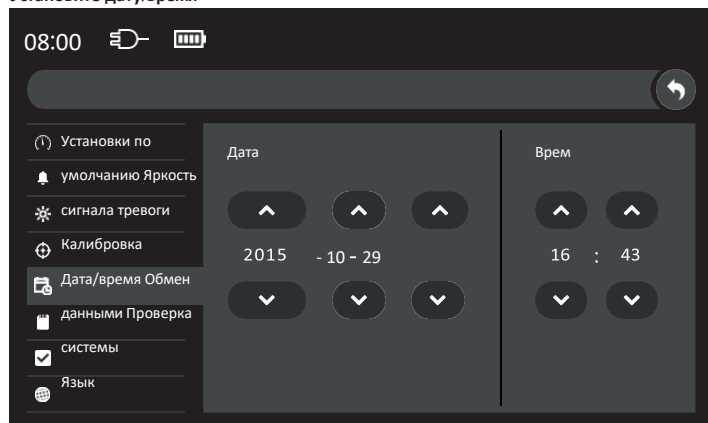 08:00
Установки по
умолчанию Яркость
сигнала тревоги
Калибровка
Дата/время Обмен
данными Проверка
системы
Язык
Дата
2015 - 10 - 29
Врем
16 : 43